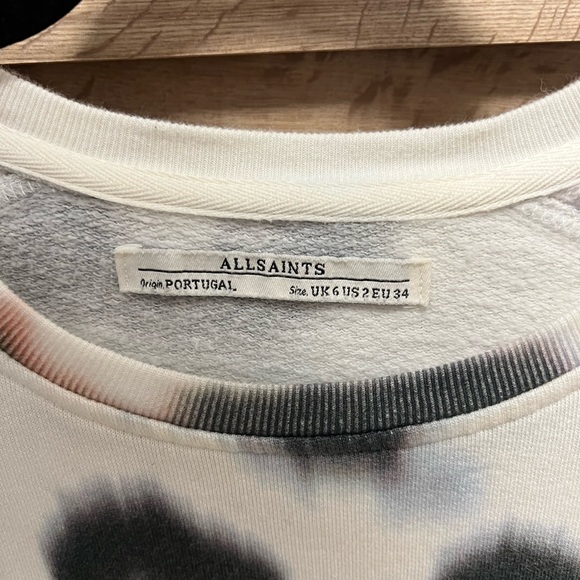 ALLSAINTS
Origin. PORTUGAL. Size. UK 6 US 2 EU 34